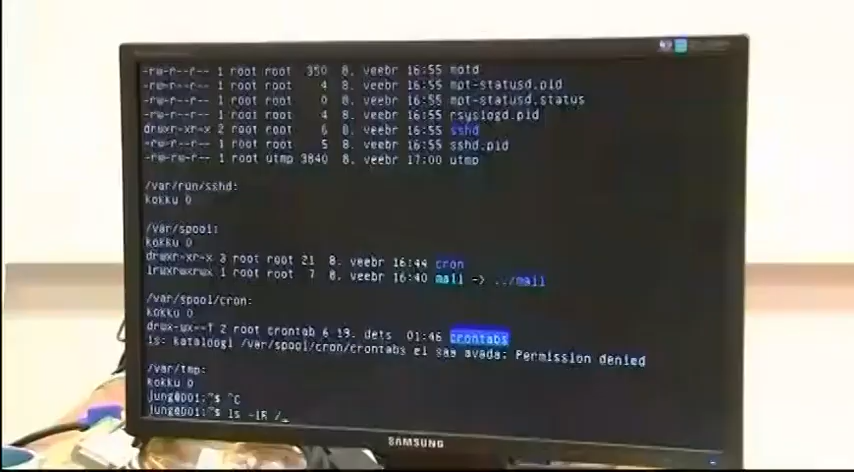 -rw-r--r-- 1 root root 350 8. veebr 16:55 motd
-rw-r--r-- 1 root root 4 8. veebr 16:55 mpt-statusd.pid
-rw-r--r-- 1 root root 0 8. veebr 16:55 mpt-statusd.status
-rw-r--r-- 1 root root 4 8. veebr 16:55 rsyslogd.pid
drwxr-xr-x 2 root root 6 8. veebr 16:55 sshd
-rw-r--r-- 1 root root 5 8. veebr 16:55 sshd.pid
-rw-rw-r-- 1 root utmp 3840 8. veebr 17:00 utmp
/var/run/sshd:
kokku 0
/var/spool:
kokku 0
drwxr-xr-x 3 root root 21 8. veebr 16:44 cron
lrwxrwxrwx 1 root root 7 8. veebr 16:40 mail -> ../mail
/var/spool/cron:
kokku 0
drwx-wx--T 2 root crontab 6 19. dets 01:46 crontabs
ls: kataloogi /var/spool/cron/crontabs ei saa avada: Permission denied
/var/tmp:
kokku 0
jung@D01:~$ ^C
jung@D01:~$ ls -lR /_
SAMSUNG